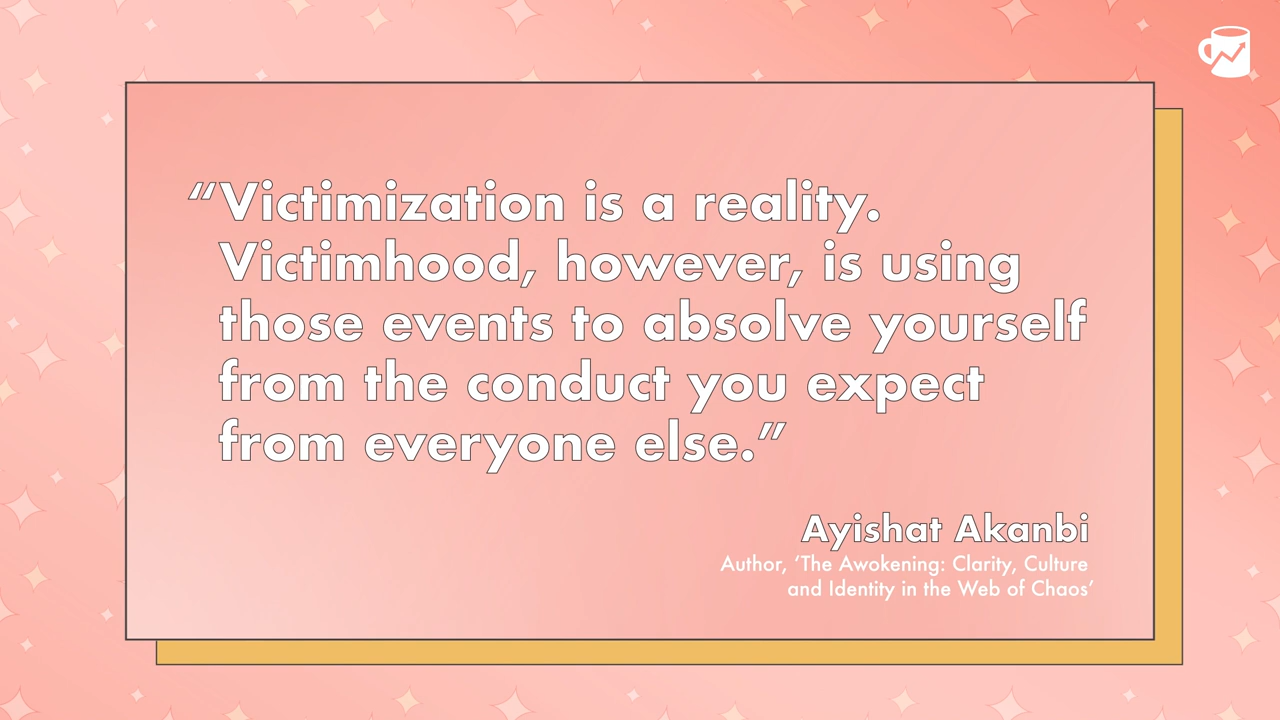 “Victimization is a reality.
Victimhood, however, is using
those events to absolve yourself
from the conduct you expect
from everyone else.”
Ayishat Akanbi
Author, ‘The Awokening: Clarity, Culture
and Identity in the Web of Chaos’